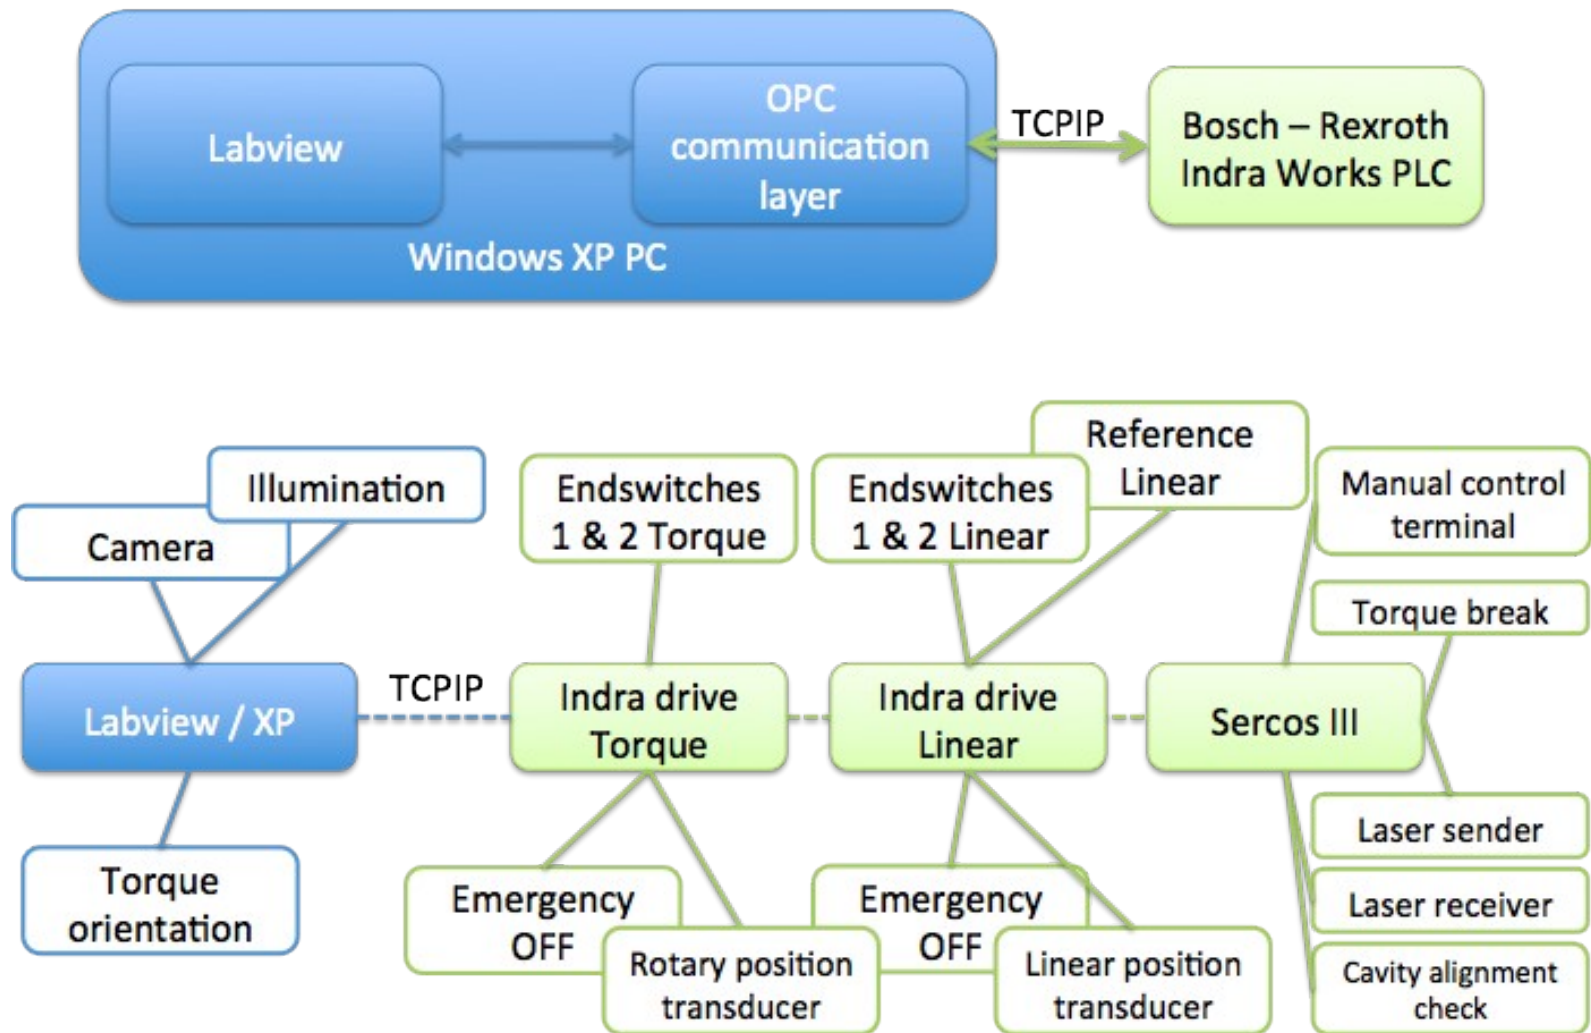 Labview
OPC
communication
layer
Windows XP PC
TCPIP
Bosch – Rexroth
Indra Works PLC
Illumination
Camera
Endswitches
1 & 2 Torque
Endswitches
1 & 2 Linear
Reference
Linear
Manual control
terminal
Torque break
Labview / XP
TCPIP
Indra drive
Torque
Indra drive
Linear
Sercos III
Torque
orientation
Emergency
OFF
Rotary position
transducer
Emergency
OFF
Linear position
transducer
Laser sender
Laser receiver
Cavity alignment
check